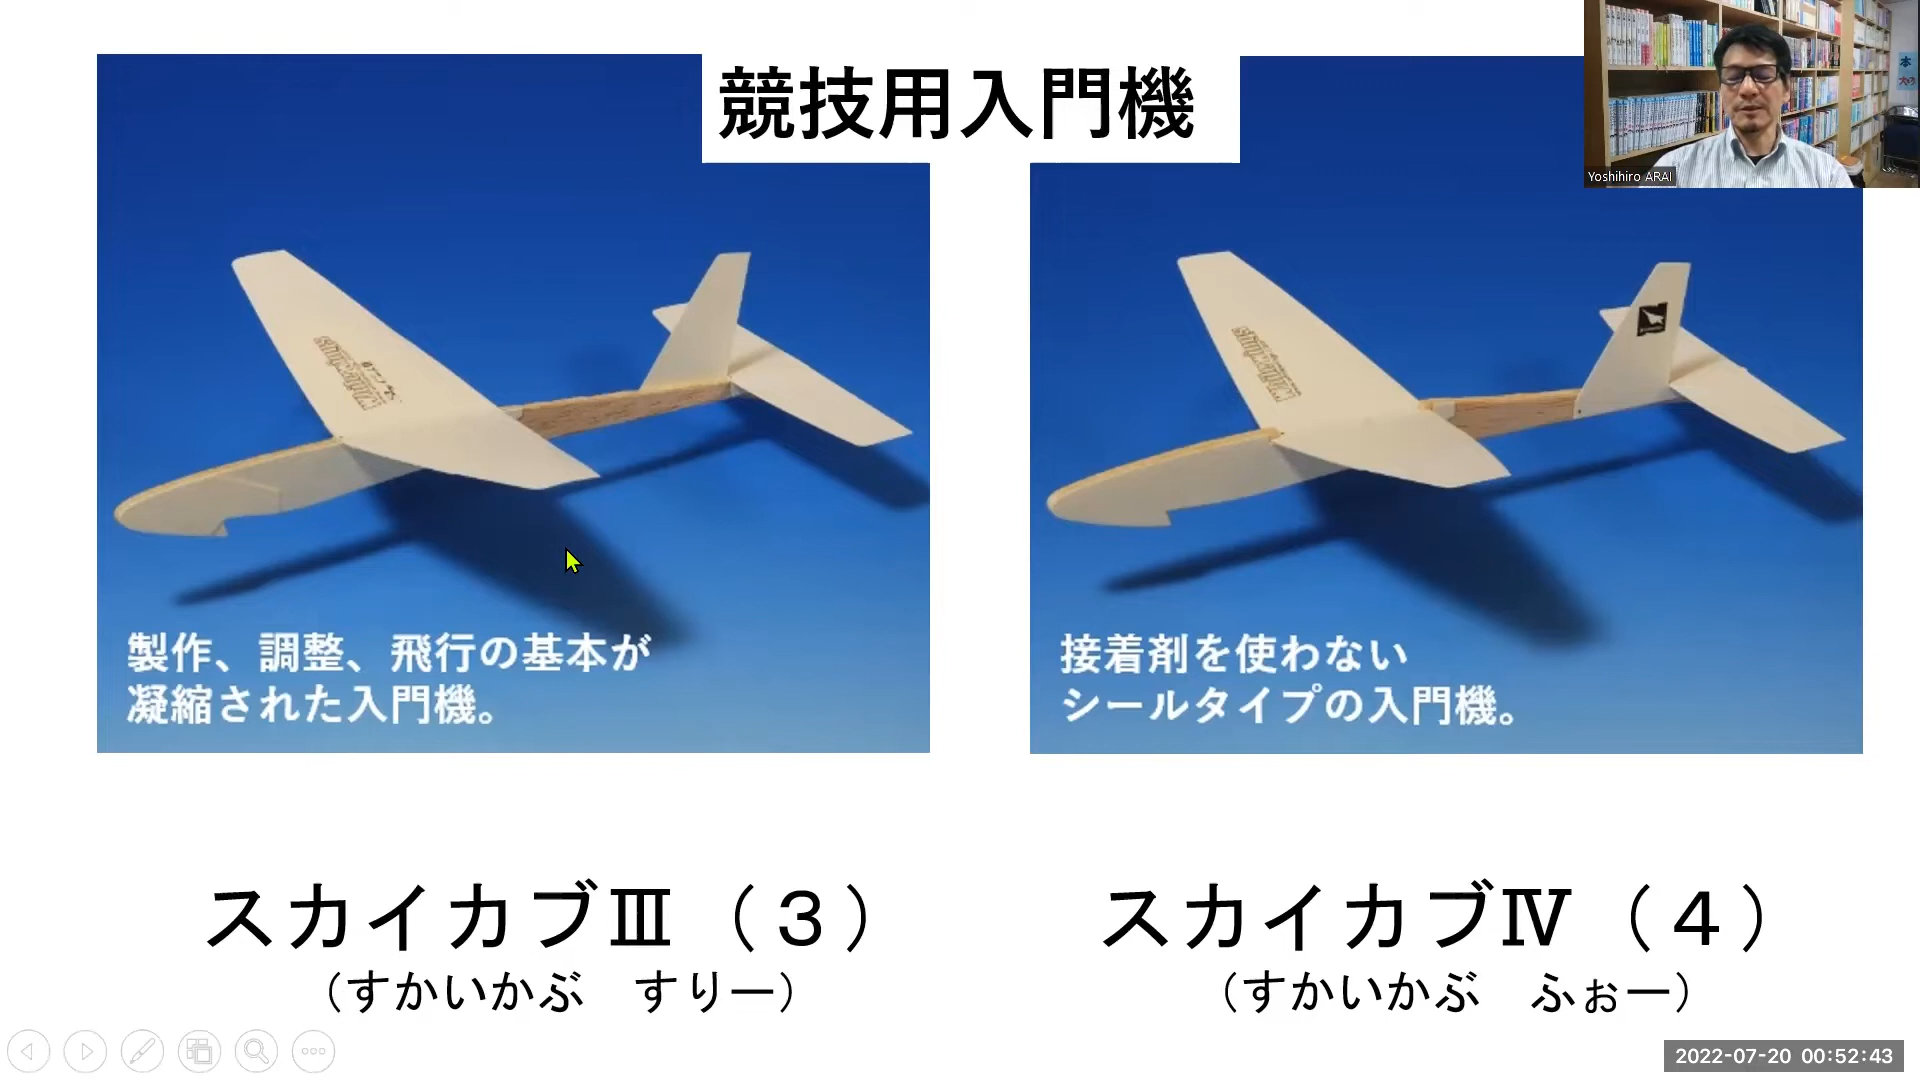 競技用入門機
Yoshihiro ARAI
本
whitewings
製作、調整、飛行の基本が
凝縮された入門機。
whitewings
接着剤を使わない
シールタイプの入門機。
スカイカブⅢ（３）
（すかいかぶ　すりー）
スカイカブⅣ（４）
（すかいかぶ　ふぉー）
2022-07-20 00:52:43